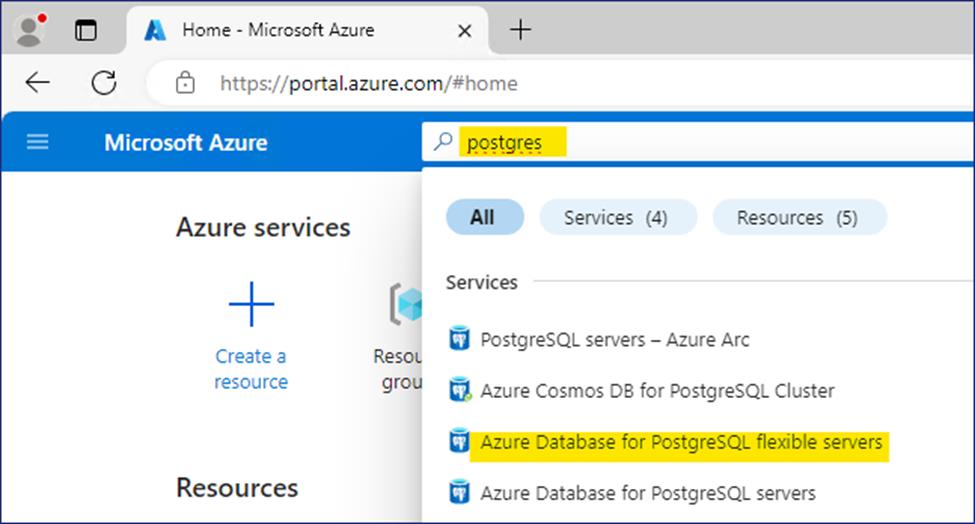 Home - Microsoft Azure
https://portal.azure.com/#home
Microsoft Azure
postgres
All
Services (4)
Resources (5)
Azure services
Services
Create a
resource
PostgreSQL servers – Azure Arc
Azure Cosmos DB for PostgreSQL Cluster
Azure Database for PostgreSQL flexible servers
Azure Database for PostgreSQL servers
Resources